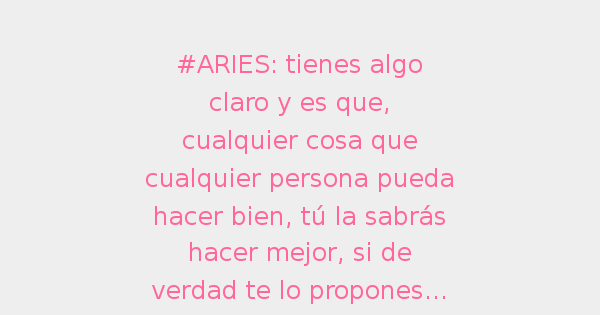 #ARIES: tienes algo
claro y es que,
cualquier cosa que
cualquier persona pueda
hacer bien, tú la sabrás
hacer mejor, si de
verdad te lo propones...